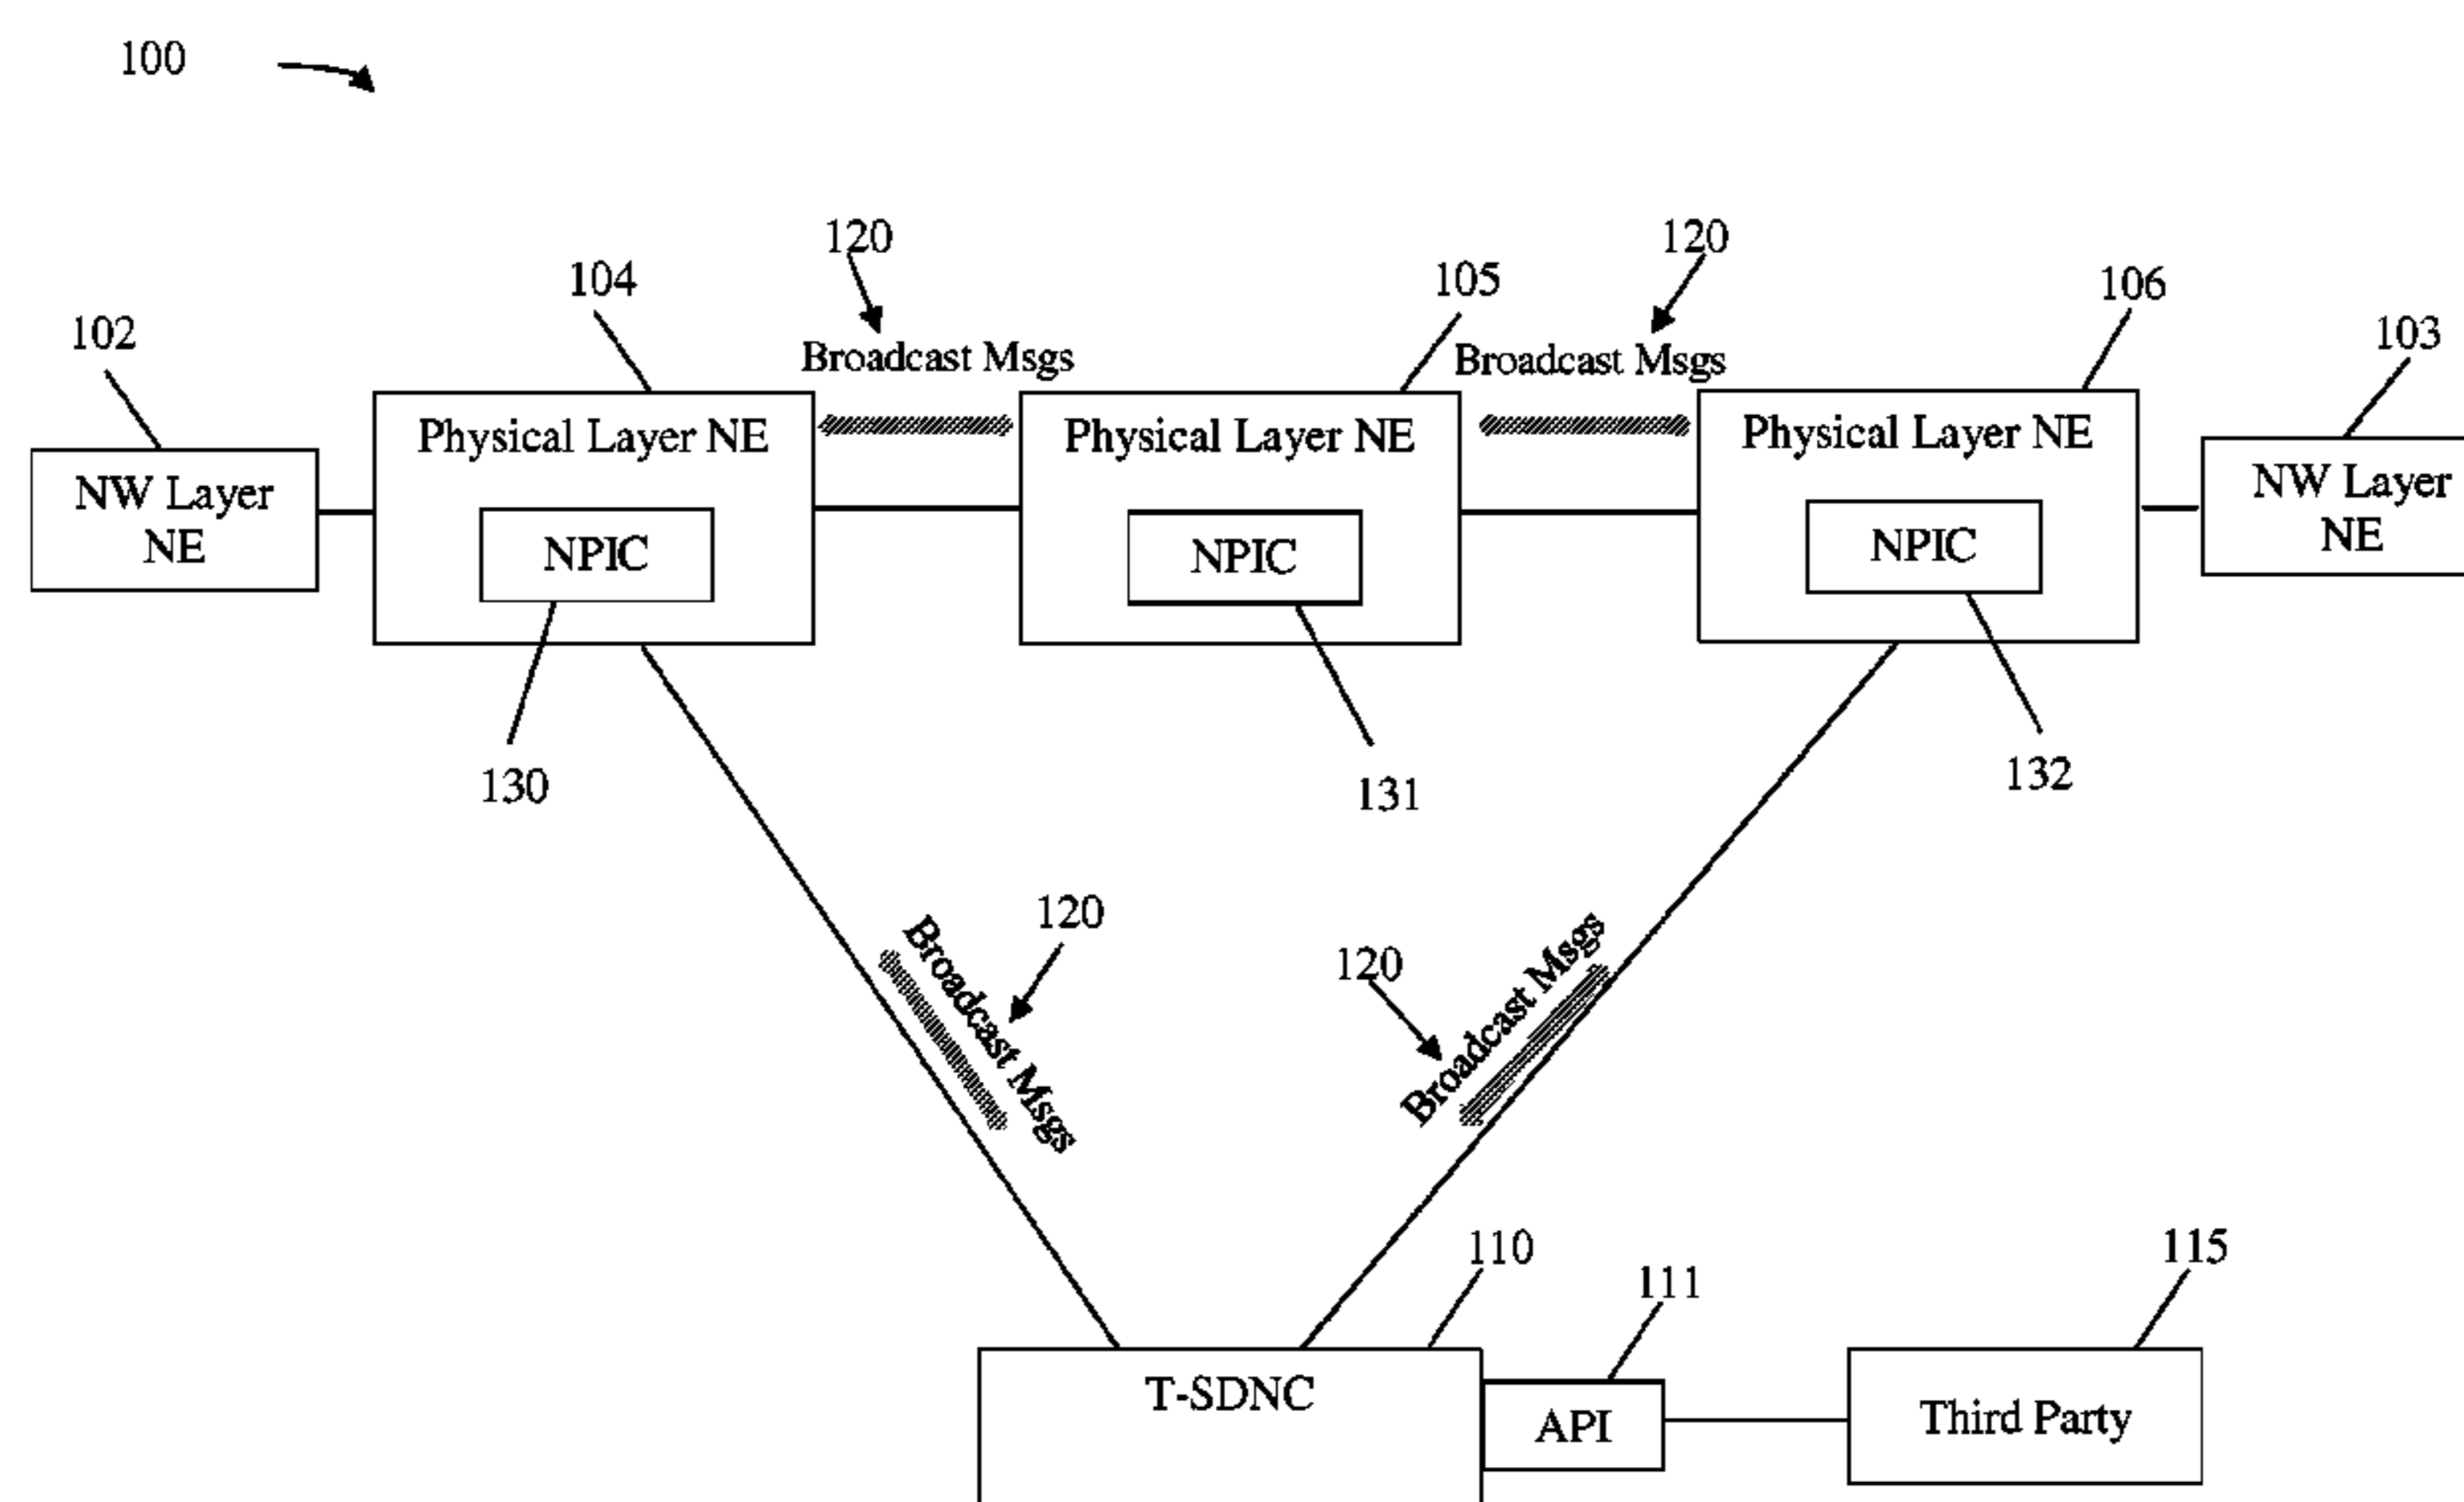 100
120
120
104
105
106
102
103
Broadcast Msgs
Broadcast Msgs
Physical Layer NE
Physical Layer NE
Physical Layer NE
NW Layer
NE
NW Layer
NE
NPIC
NPIC
NPIC
130
131
132
120
120
Broadcast Msgs
Broadcast Msgs
110
111
115
T-SDNC
API
Third Party